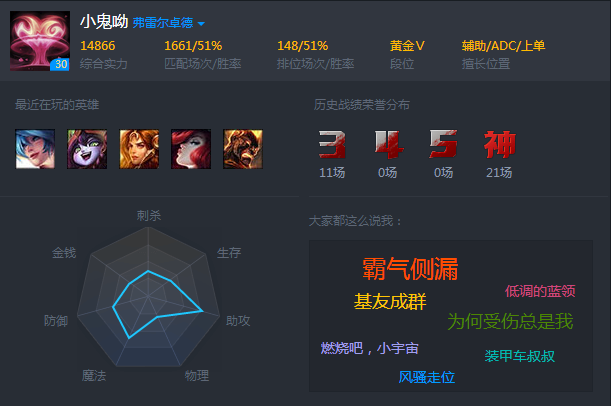 小鬼呦 弗雷尔卓德
14866 1661/51% 148/51% 黄金Ⅴ 辅助/ADC/上单
30 综合实力 匹配场次/胜率 排位场次/胜率 段位 擅长位置
最近在玩的英雄 历史战绩荣誉分布
3 4 5 神
11场 0场 0场 21场
刺杀 大家都这么说我：
金钱 生存
霸气侧漏
低调的蓝领
基友成群
防御 助攻 为何受伤总是我
燃烧吧，小宇宙
装甲车叔叔
魔法 物理 风骚走位